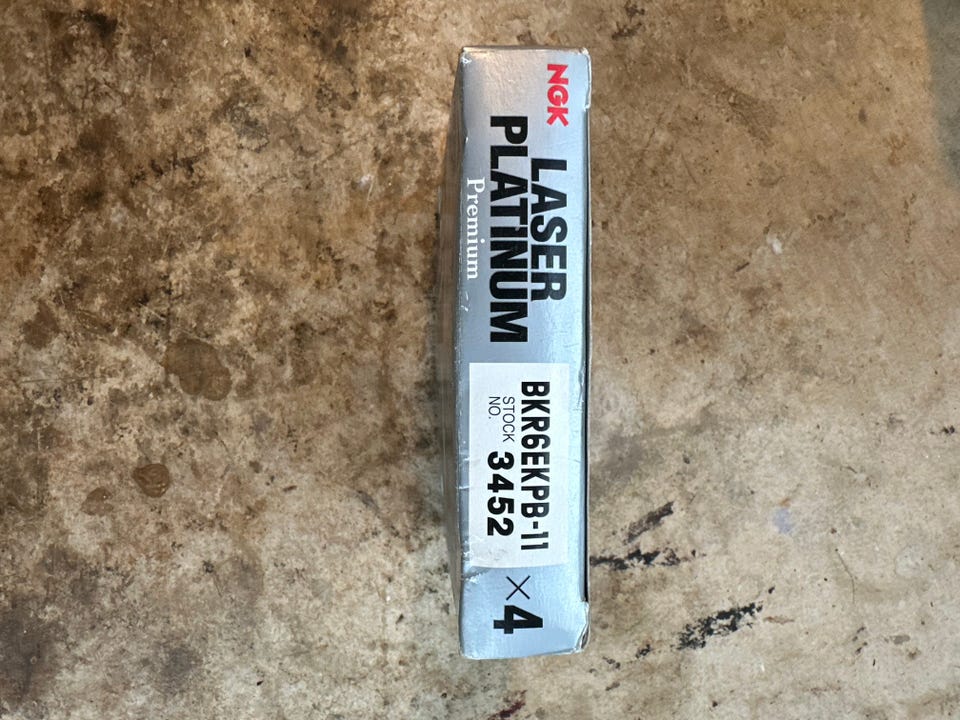 NGK
LASER
PLATINUM
Premium
BKR6EKPB-11
STOCK
NO. 3452
×4